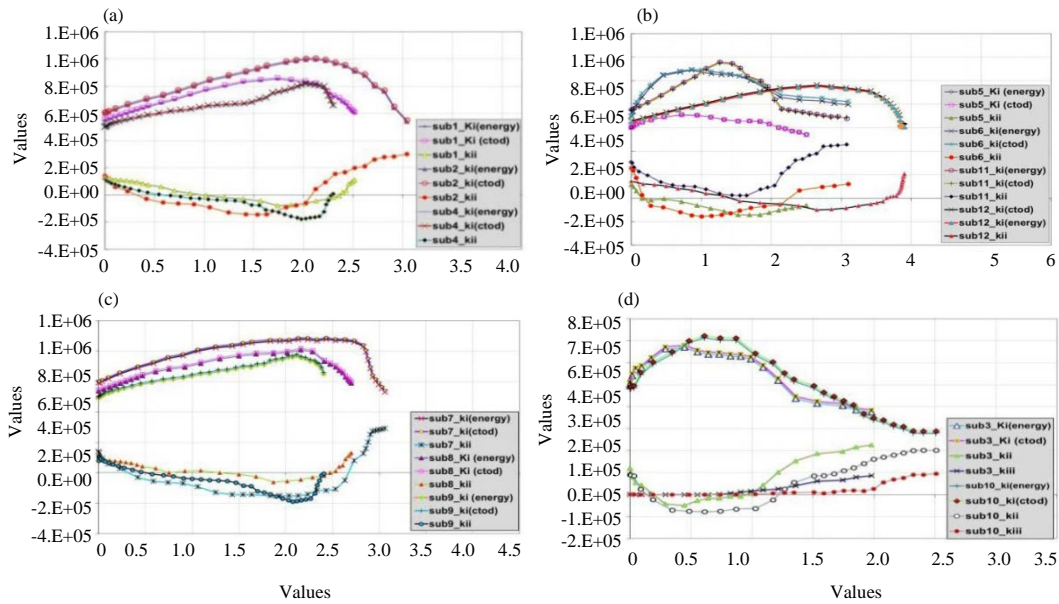 (a)
1.E+06
1.E+06
8.E+05
6.E+05
4.E+05
2.E+05
0.E+00
-2.E+05
-4.E+05
Values
0.0 0.5 1.0 1.5 2.0 2.5 3.0 3.5 4.0
sub1_Ki(energy)
sub1_Ki (ctod)
sub1_kii
sub2_ki(energy)
sub2_ki(ctod)
sub2_kii
sub4_ki(energy)
sub4_ki(ctod)
sub4_kii
(b)
1.E+06
1.E+06
8.E+05
6.E+05
4.E+05
2.E+05
0.E+00
-2.E+05
-4.E+05
Values
0 1 2 3 4 5 6
sub5_Ki (energy)
sub5_Ki (ctod)
sub5_kii
sub6_ki(energy)
sub6_ki(ctod)
sub6_kii
sub11_ki(energy)
sub11_ki(ctod)
sub11_kii
sub12_ki(ctod)
sub12_ki(energy)
sub12_kii
(c)
1.E+06
1.E+06
8.E+05
6.E+05
4.E+05
2.E+05
0.E+00
-2.E+05
-4.E+05
Values
0.0 0.5 1.0 1.5 2.0 2.5 3.0 3.5 4.0 4.5
Values
sub7_ki(energy)
sub7_ki(ctod)
sub7_kii
sub8_Ki (energy)
sub8_Ki (ctod)
sub8_kii
sub9_ki (energy)
sub9_ki(ctod)
sub9_kii
(d)
8.E+05
7.E+05
6.E+05
5.E+05
4.E+05
3.E+05
2.E+05
1.E+05
0.E+00
-1.E+05
-2.E+05
Values
0.0 0.5 1.0 1.5 2.0 2.5 3.0 3.5
Values
sub3_Ki(energy)
sub3_Ki (ctod)
sub3_kii
sub3_kiii
sub10_ki(energy)
sub10_ki(ctod)
sub10_kii
sub10_kiii